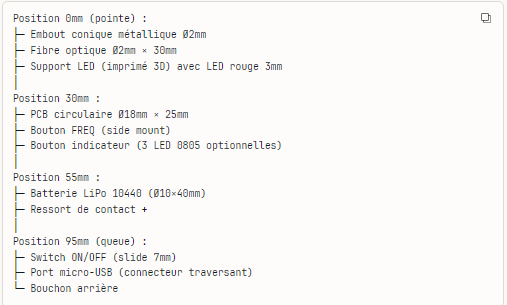 Position 0mm (pointe) :
├─ Embout conique métallique Ø2mm
├─ Fibre optique Ø2mm × 30mm
├─ Support LED (imprimé 3D) avec LED rouge 3mm
│
Position 30mm :
├─ PCB circulaire Ø18mm × 25mm
├─ Bouton FREQ (side mount)
├─ Bouton indicateur (3 LED 0805 optionnelles)
│
Position 55mm :
├─ Batterie LiPo 10440 (Ø10×40mm)
├─ Ressort de contact +
│
Position 95mm (queue) :
├─ Switch ON/OFF (slide 7mm)
├─ Port micro-USB (connecteur traversant)
└─ Bouchon arrière